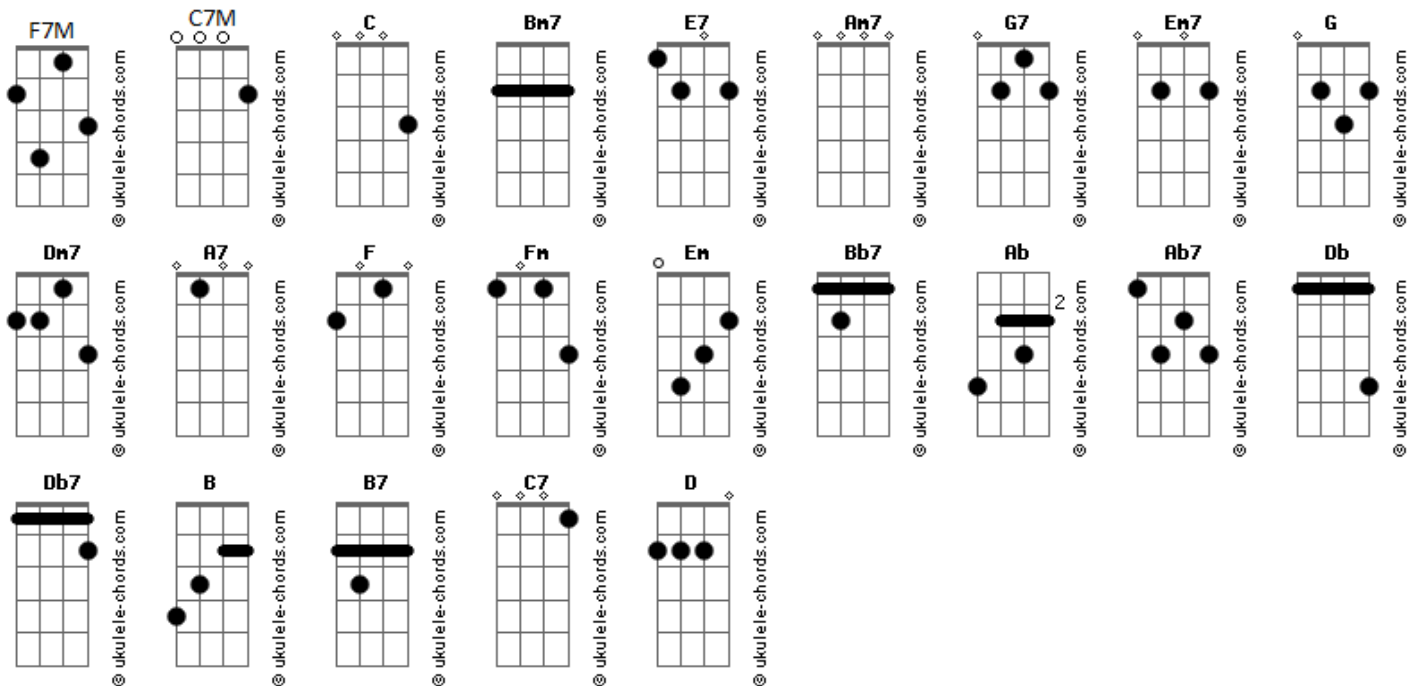 F7M C7M C Bm7 E7 Am7 G7 Em7 G
© ukulele-chords.com © ukulele-chords.com © ukulele-chords.com © ukulele-chords.com © ukulele-chords.com © ukulele-chords.com © ukulele-chords.com © ukulele-chords.com © ukulele-chords.com
Dm7 A7 F Fm Em Bb7 Ab Ab7 Db
2
© ukulele-chords.com © ukulele-chords.com © ukulele-chords.com © ukulele-chords.com © ukulele-chords.com © ukulele-chords.com © ukulele-chords.com © ukulele-chords.com © ukulele-chords.com
Db7 B B7 C7 D
© ukulele-chords.com © ukulele-chords.com © ukulele-chords.com © ukulele-chords.com © ukulele-chords.com